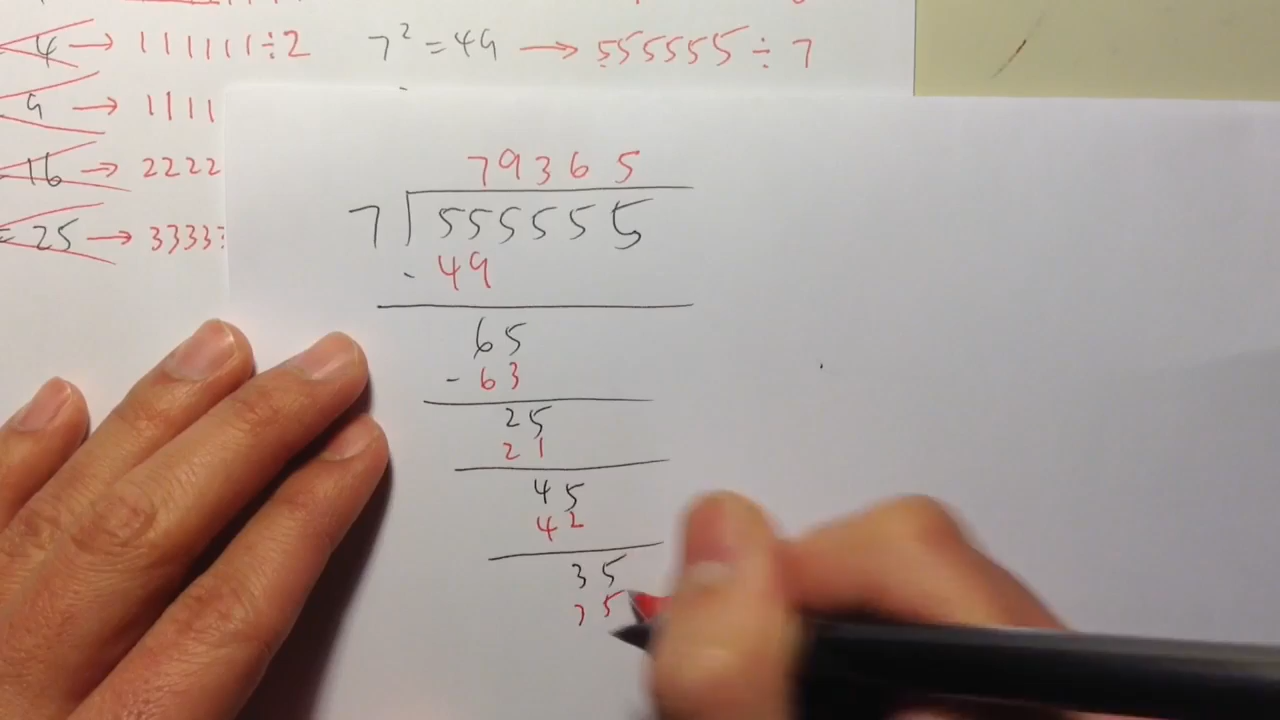 4 → 111111÷2 7² = 49 → 555555 ÷ 7
9 → 1111
16 → 2222
= 25 → 3333
79365
7 555555
- 49
65
- 63
25
21
45
42
35
35